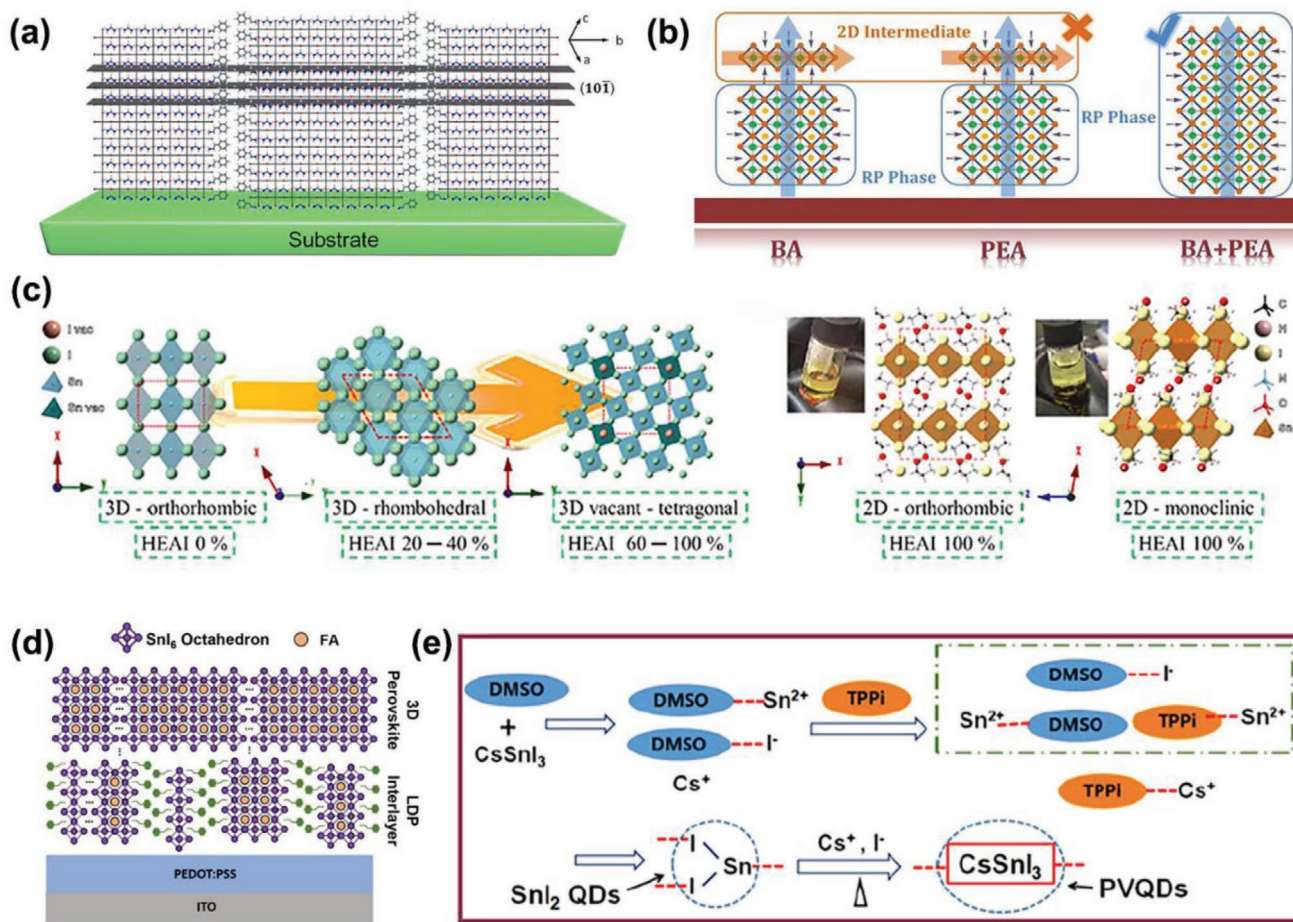 (a)
c
b
a
(101̄)
Substrate
(b)
2D Intermediate
RP Phase
RP Phase
RP Phase
BA
PEA
BA+PEA
(c)
I vac
I
Sn
Sn vac
X
Y
X
Y
X
Y
3D - orthorhombic
3D - rhombohedral
3D vacant - tetragonal
HEAI 0 %
HEAI 20 – 40 %
HEAI 60 – 100 %
X
Y
Z
C
H
I
N
O
Sn
2D - orthorhombic
2D - monoclinic
HEAI 100%
HEAI 100 %
(d)
SnI6 Octahedron
FA
3D Perovskite
LDP Interlayer
PEDOT:PSS
ITO
(e)
DMSO
+
CsSnI3
DMSO
Sn2+
DMSO
I-
Cs+
TPPi
DMSO
I-
Sn2+
DMSO
TPPi
Sn2+
TPPi
Cs+
I
Sn
I
SnI2 QDs
Cs+ , I-
Δ
CsSnI3
PVQDs